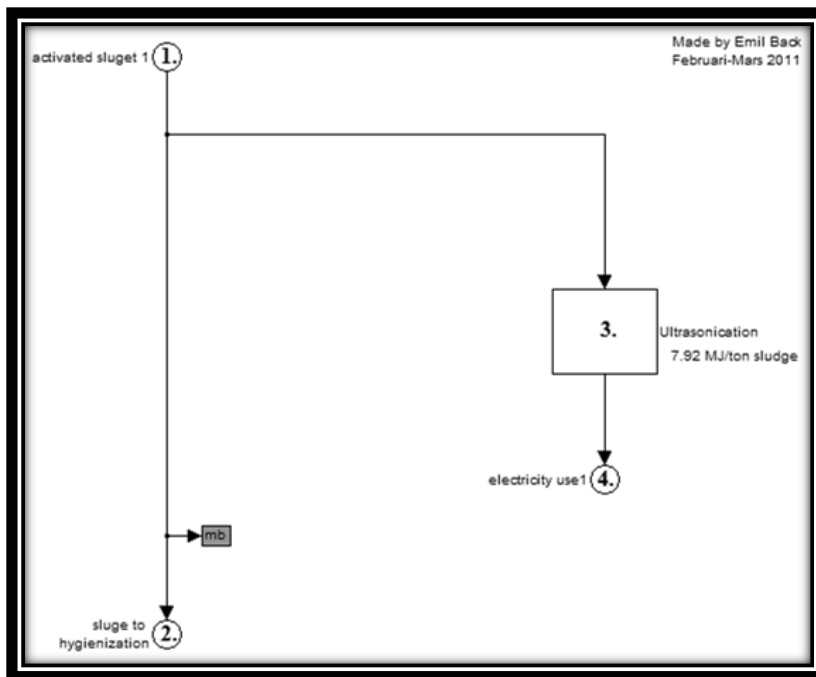 activated sluget 1
1.
Made by Emil Back
Februari-Mars 2011
3.
Ultrasonication
7.92 MJ/ton sludge
electricity use1
4.
mb
sluge to
hygienization
2.